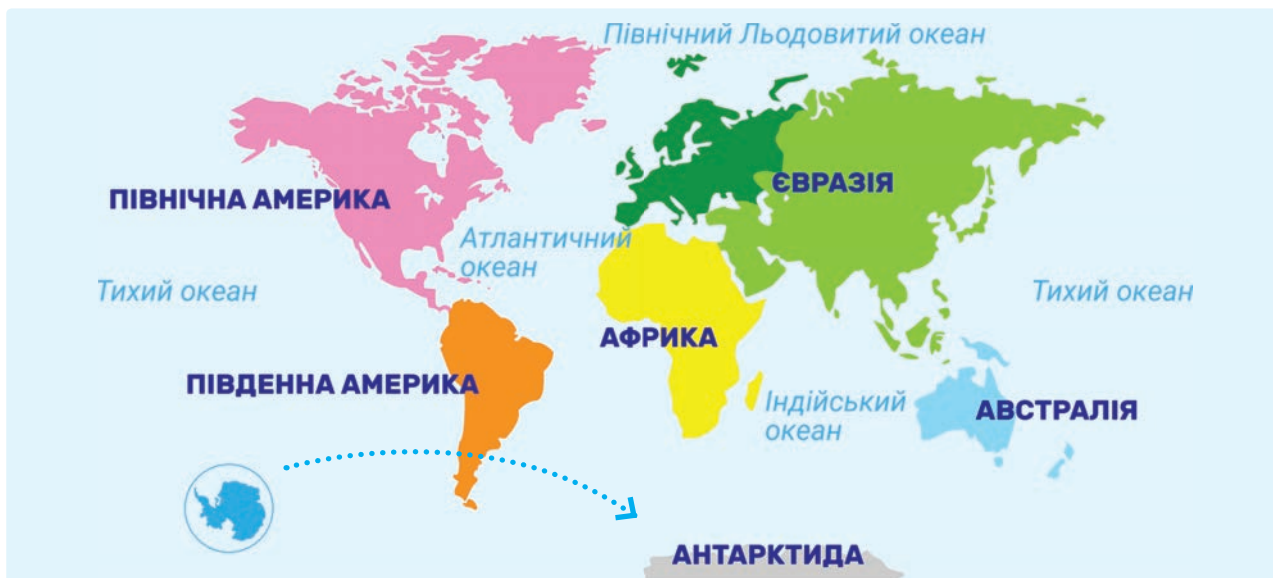 Північний Льодовитий океан
ПІВНІЧНА АМЕРИКА
ЄВРАЗІЯ
Атлантичний
океан
Тихий океан
Тихий океан
АФРИКА
ПІВДЕННА АМЕРИКА
Індійський
океан
АВСТРАЛІЯ
АНТАРКТИДА